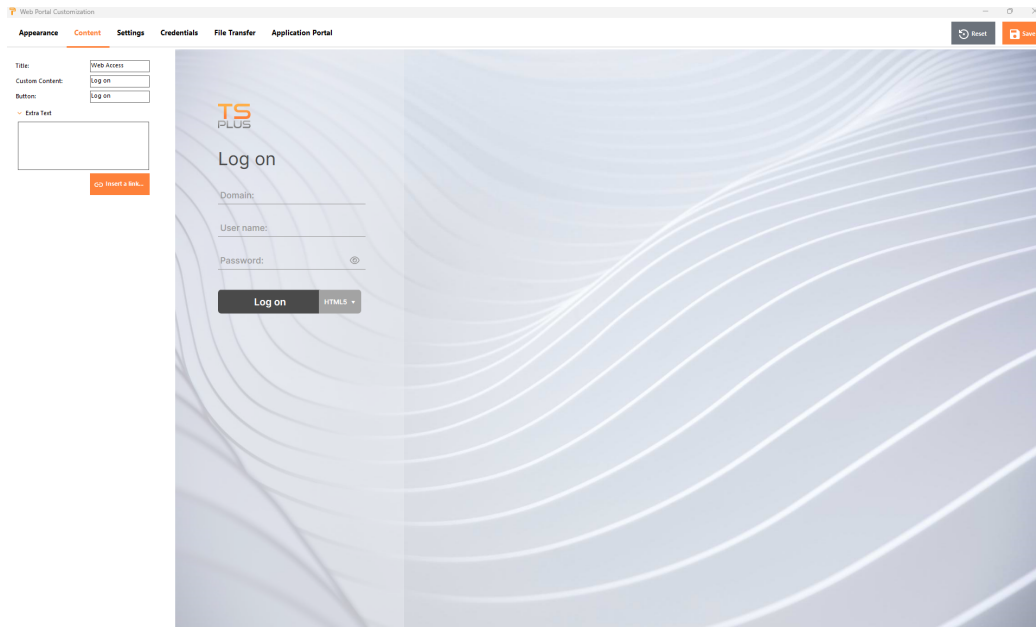 Web Portal Customization
Appearance Content Settings Credentials File Transfer Application Portal Reset Save
Title: Web Access
Custom Content: Log on
Button: Log on
Extra Text
Insert a link...
TS
PLUS
Log on
Domain:
User name:
Password:
Log on HTML5